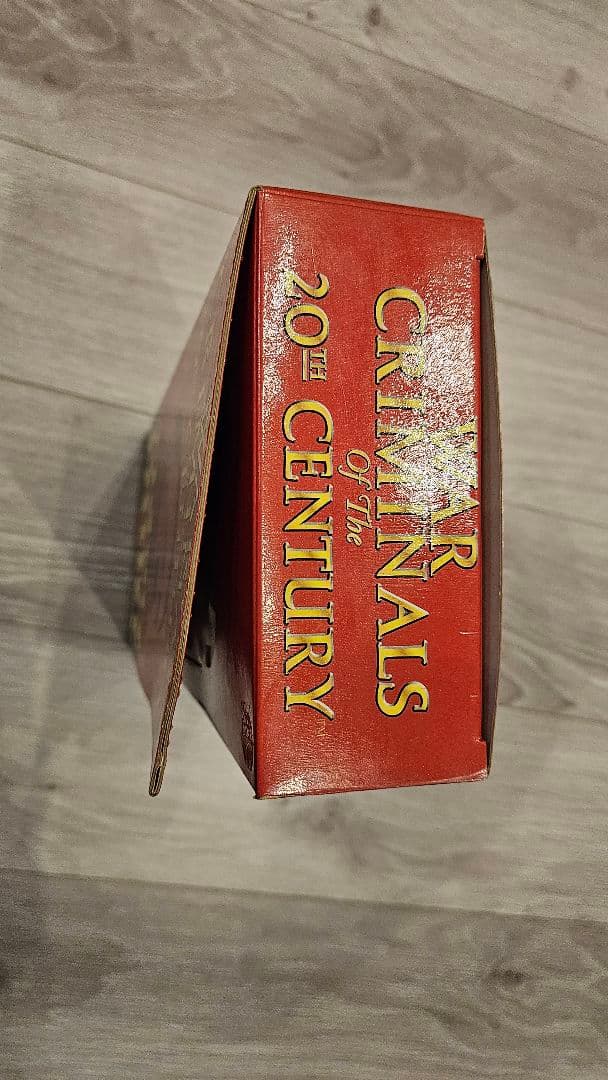 WAR
CRIMINALS
Of The
20TH CENTURY